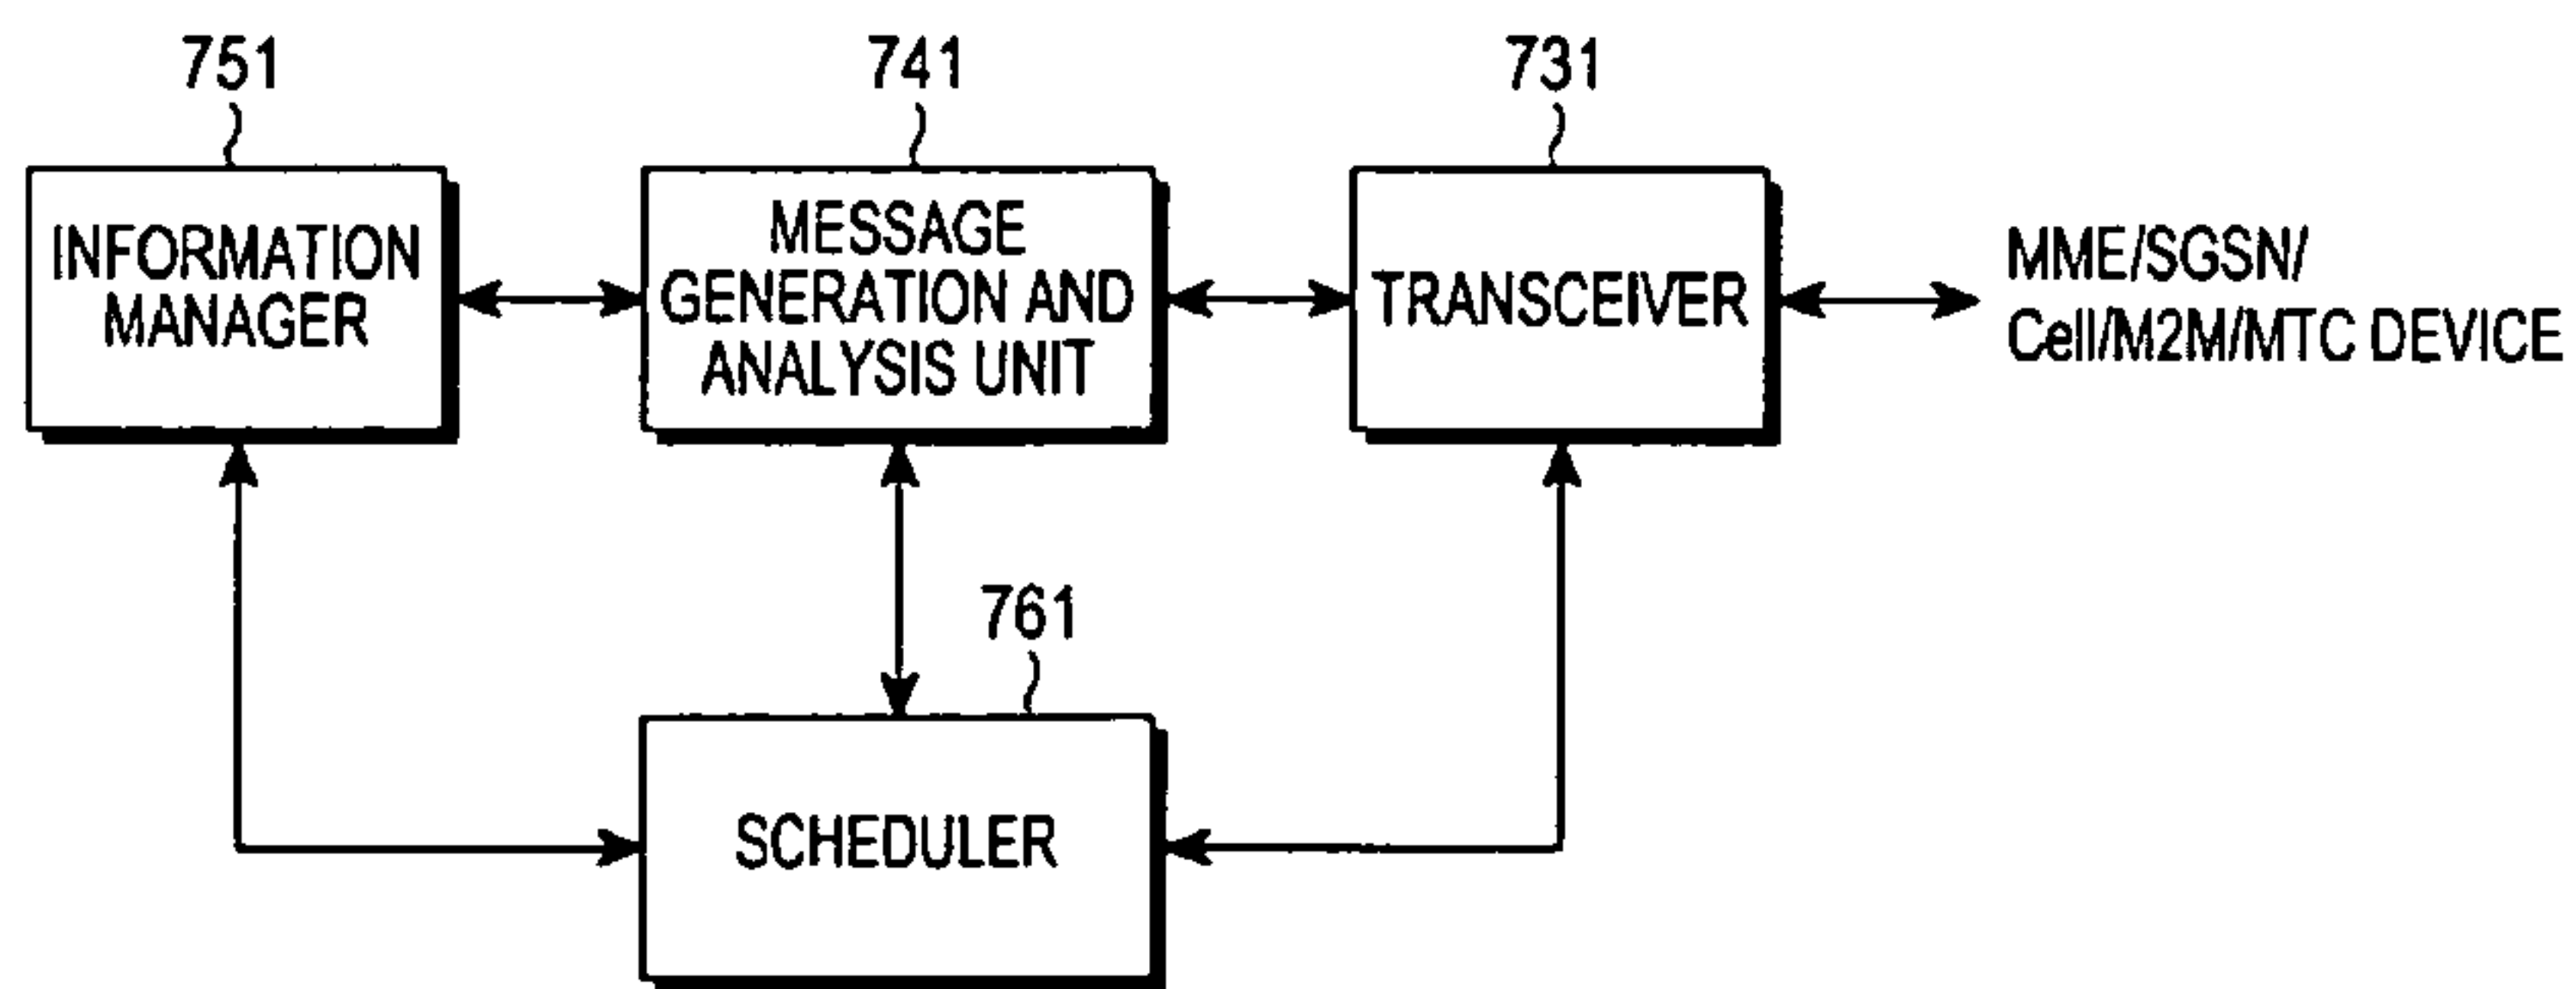 751
741
731
INFORMATION
MANAGER
MESSAGE
GENERATION AND
ANALYSIS UNIT
TRANSCEIVER
MME/SGSN/
Cell/M2M/MTC DEVICE
761
SCHEDULER